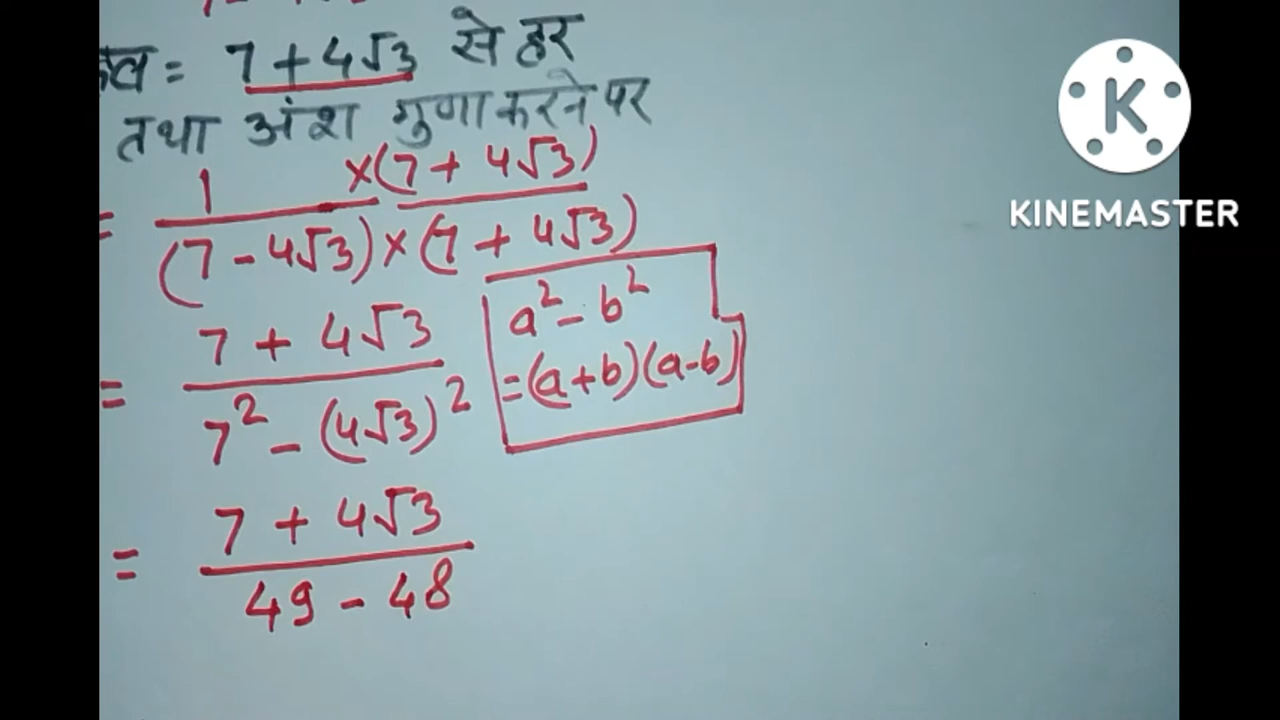 हल = 7 + 4√3 से हर
तथा अंश गुणा करने पर
= 1 × (7 + 4√3) / (7 - 4√3) × (7 + 4√3)
= 7 + 4√3 / 7² - (4√3)²
a² - b²
= (a + b) (a - b)
= 7 + 4√3 / 49 - 48
K
KINEMASTER